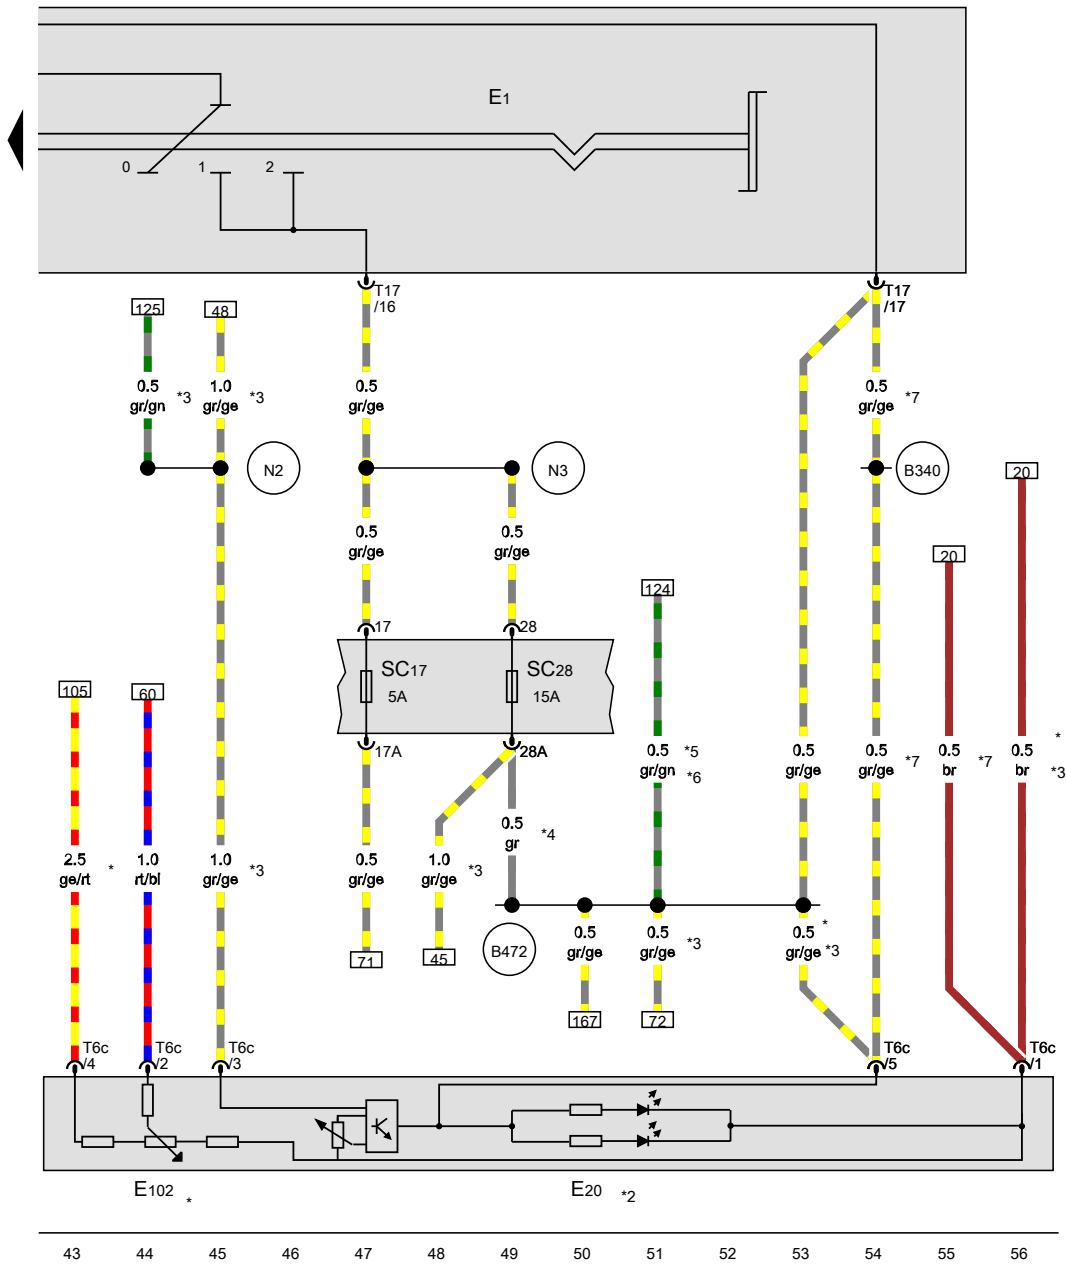 E1
0
1
2
T17
/16
T17
/17
125
48
0.5
gr/gn
*3
1.0
gr/ge
*3
0.5
gr/ge
0.5
gr/ge
*7
N2
N3
B340
20
0.5
gr/ge
0.5
gr/ge
20
124
17
28
SC17
5A
SC28
15A
105
60
17A
28A
0.5
gr/gn
*5
*6
0.5
gr/ge
0.5
gr/ge
*7
0.5
br
*7
0.5
br
*
*3
0.5
gr
*4
2.5
ge/rt
*
1.0
rt/bl
1.0
gr/ge
*3
0.5
gr/ge
1.0
gr/ge
*3
B472
0.5
gr/ge
0.5
gr/ge
*3
0.5
gr/ge
*
*3
71
45
167
72
T6c
/4
T6c
/2
T6c
/3
T6c
/5
T6c
/1
E102
*
E20
*2
43 44 45 46 47 48 49 50 51 52 53 54 55 56